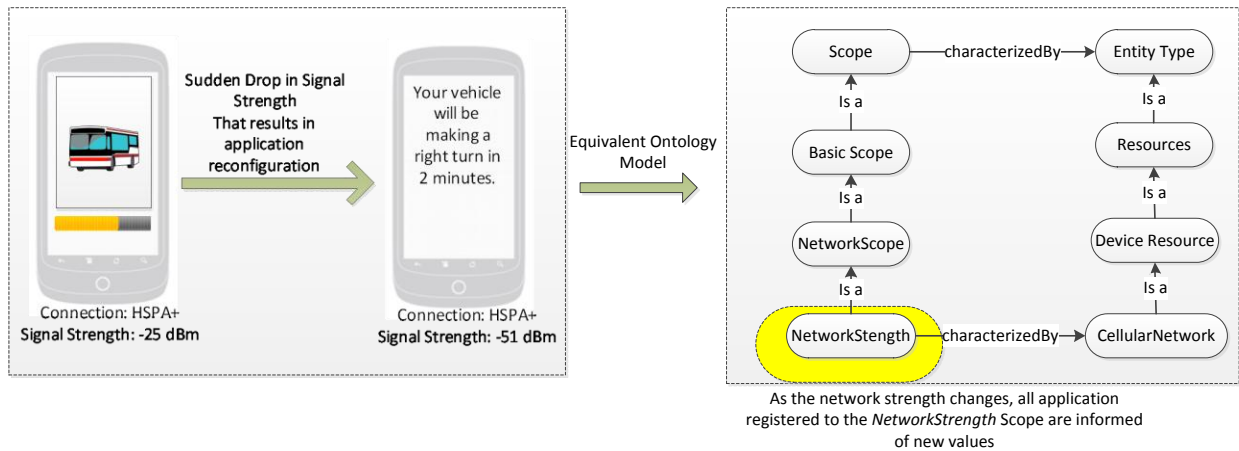 Sudden Drop in Signal
Strength
That results in
application
reconfiguration
Your vehicle
will be
making a
right turn in
2 minutes.
Connection: HSPA+
Signal Strength: -25 dBm
Connection: HSPA+
Signal Strength: -51 dBm
Equivalent Ontology
Model
Scope
characterizedBy
Entity Type
Is a
Is a
Basic Scope
Resources
Is a
Is a
NetworkScope
Device Resource
Is a
Is a
NetworkStength
characterizedBy
CellularNetwork
As the network strength changes, all application
registered to the NetworkStrength Scope are informed
of new values